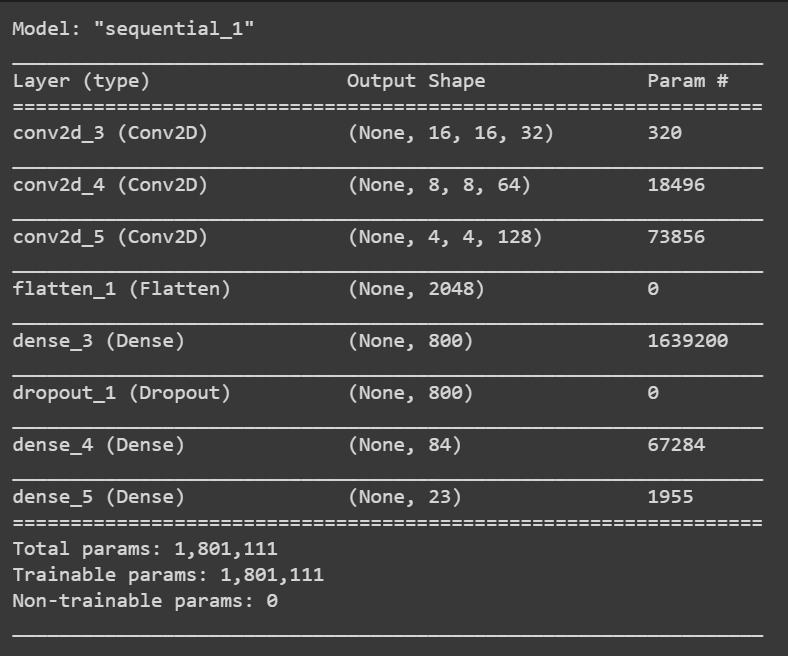 Model: "sequential_1"
Layer (type) Output Shape Param #
conv2d_3 (Conv2D) (None, 16, 16, 32) 320
conv2d_4 (Conv2D) (None, 8, 8, 64) 18496
conv2d_5 (Conv2D) (None, 4, 4, 128) 73856
flatten_1 (Flatten) (None, 2048) 0
dense_3 (Dense) (None, 800) 1639200
dropout_1 (Dropout) (None, 800) 0
dense_4 (Dense) (None, 84) 67284
dense_5 (Dense) (None, 23) 1955
Total params: 1,801,111
Trainable params: 1,801,111
Non-trainable params: 0